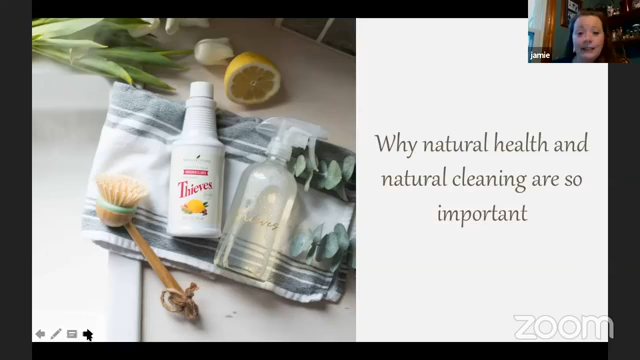 jamie
Why natural health and
natural cleaning are so
important
Thieves
zoom